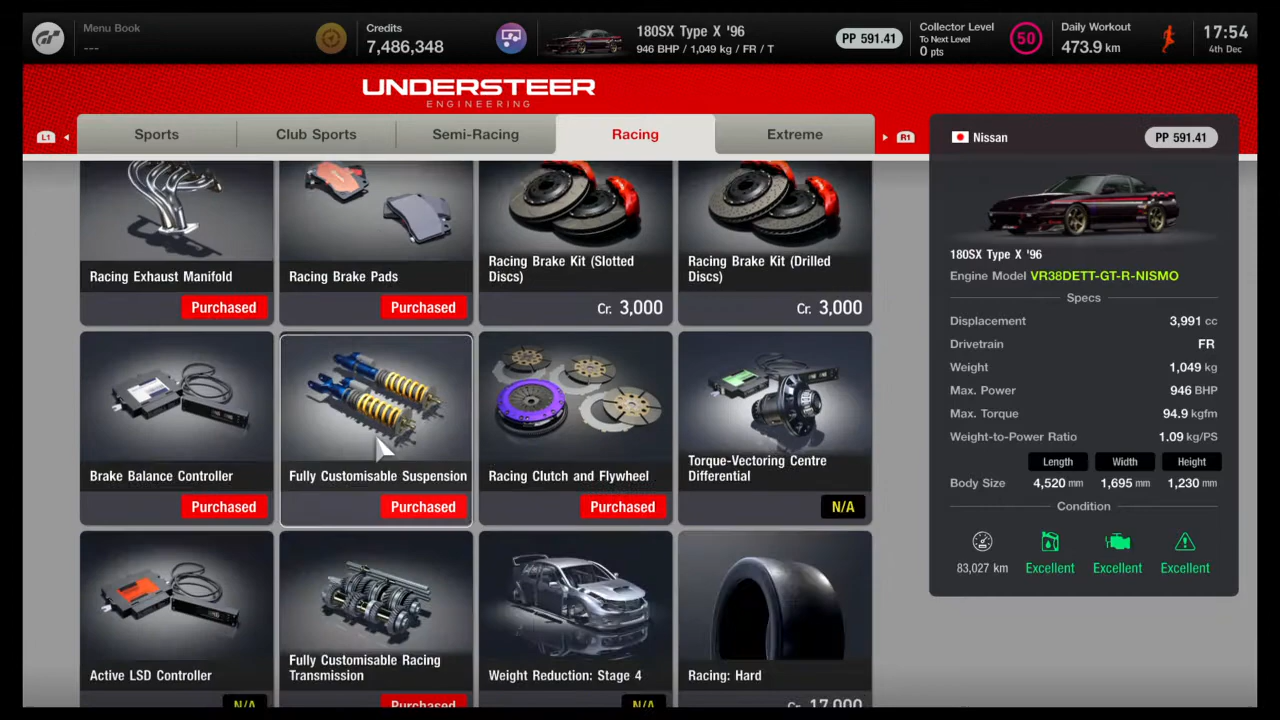 Menu Book
---
Credits
7,486,348
180SX Type X '96
946 BHP / 1,049 kg / FR / T
PP 591.41
Collector Level
To Next Level
0 pts
50
Daily Workout
473.9 km
17:54
4th Dec
UNDERSTEER
ENGINEERING
L1
Sports
Club Sports
Semi-Racing
Racing
Extreme
R1
Racing Exhaust Manifold
Purchased
Racing Brake Pads
Purchased
Racing Brake Kit (Slotted
Discs)
Cr. 3,000
Racing Brake Kit (Drilled
Discs)
Cr. 3,000
Brake Balance Controller
Purchased
Fully Customisable Suspension
Purchased
Racing Clutch and Flywheel
Purchased
Torque-Vectoring Centre
Differential
N/A
Active LSD Controller
N/A
Fully Customisable Racing
Transmission
Purchased
Weight Reduction: Stage 4
N/A
Racing: Hard
Cr. 17,000
Nissan
PP 591.41
180SX Type X '96
Engine Model VR38DETT-GT-R-NISMO
Specs
Displacement 3,991 cc
Drivetrain FR
Weight 1,049 kg
Max. Power 946 BHP
Max. Torque 94.9 kgfm
Weight-to-Power Ratio 1.09 kg/PS
Length Width Height
Body Size 4,520 mm 1,695 mm 1,230 mm
Condition
83,027 km Excellent Excellent Excellent